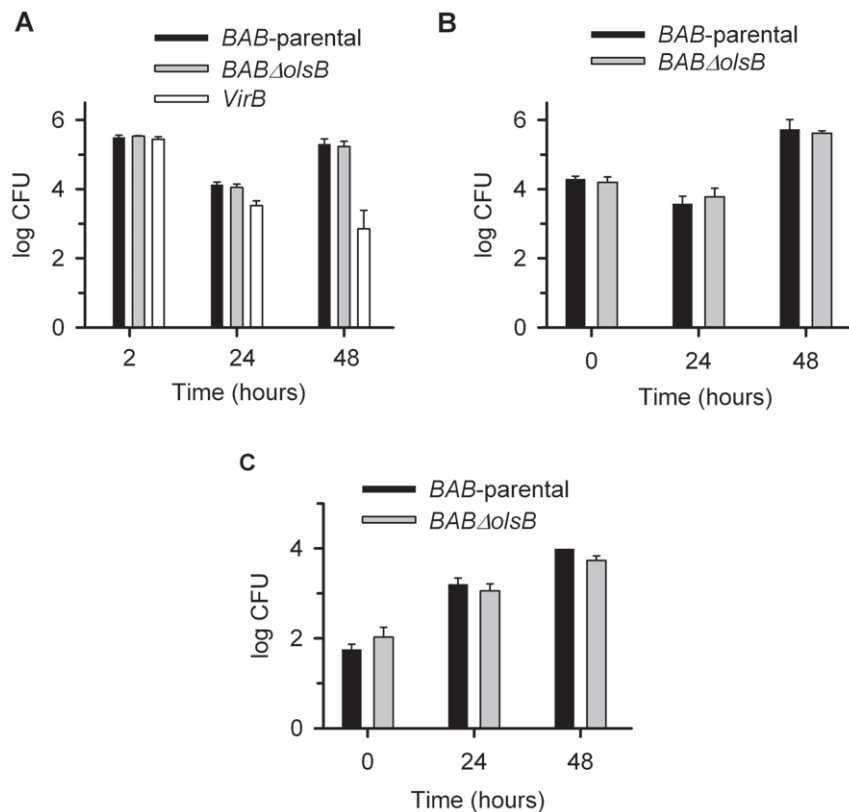 A
BAB-parental
BABΔolsB
VirB
log CFU
6
4
2
0
2 24 48
Time (hours)
B
BAB-parental
BABΔolsB
log CFU
6
4
2
0
0 24 48
Time (hours)
C
BAB-parental
BABΔolsB
log CFU
4
2
0
0 24 48
Time (hours)